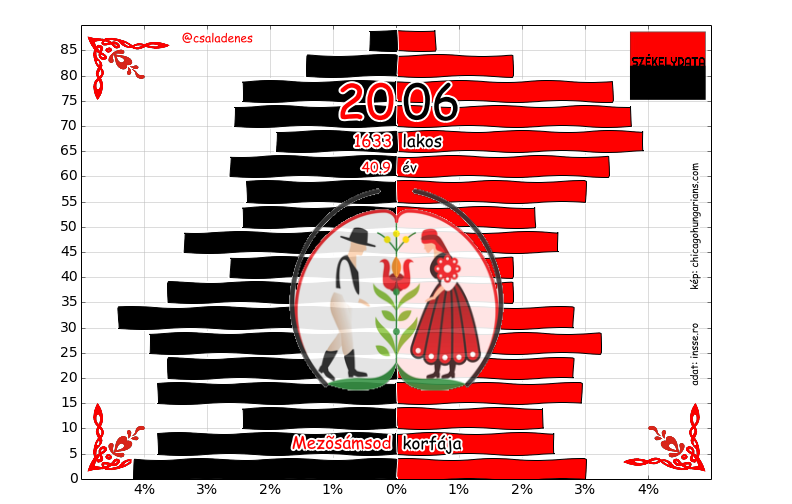 @csaladenes
SZÉKELYDATA
2006
1633 lakos
40.9 év
kép: chicagohungarians.com
adat: insse.ro
Mezősámsod korfája
85
80
75
70
65
60
55
50
45
40
35
30
25
20
15
10
5
0
4% 3% 2% 1% 0% 1% 2% 3% 4%